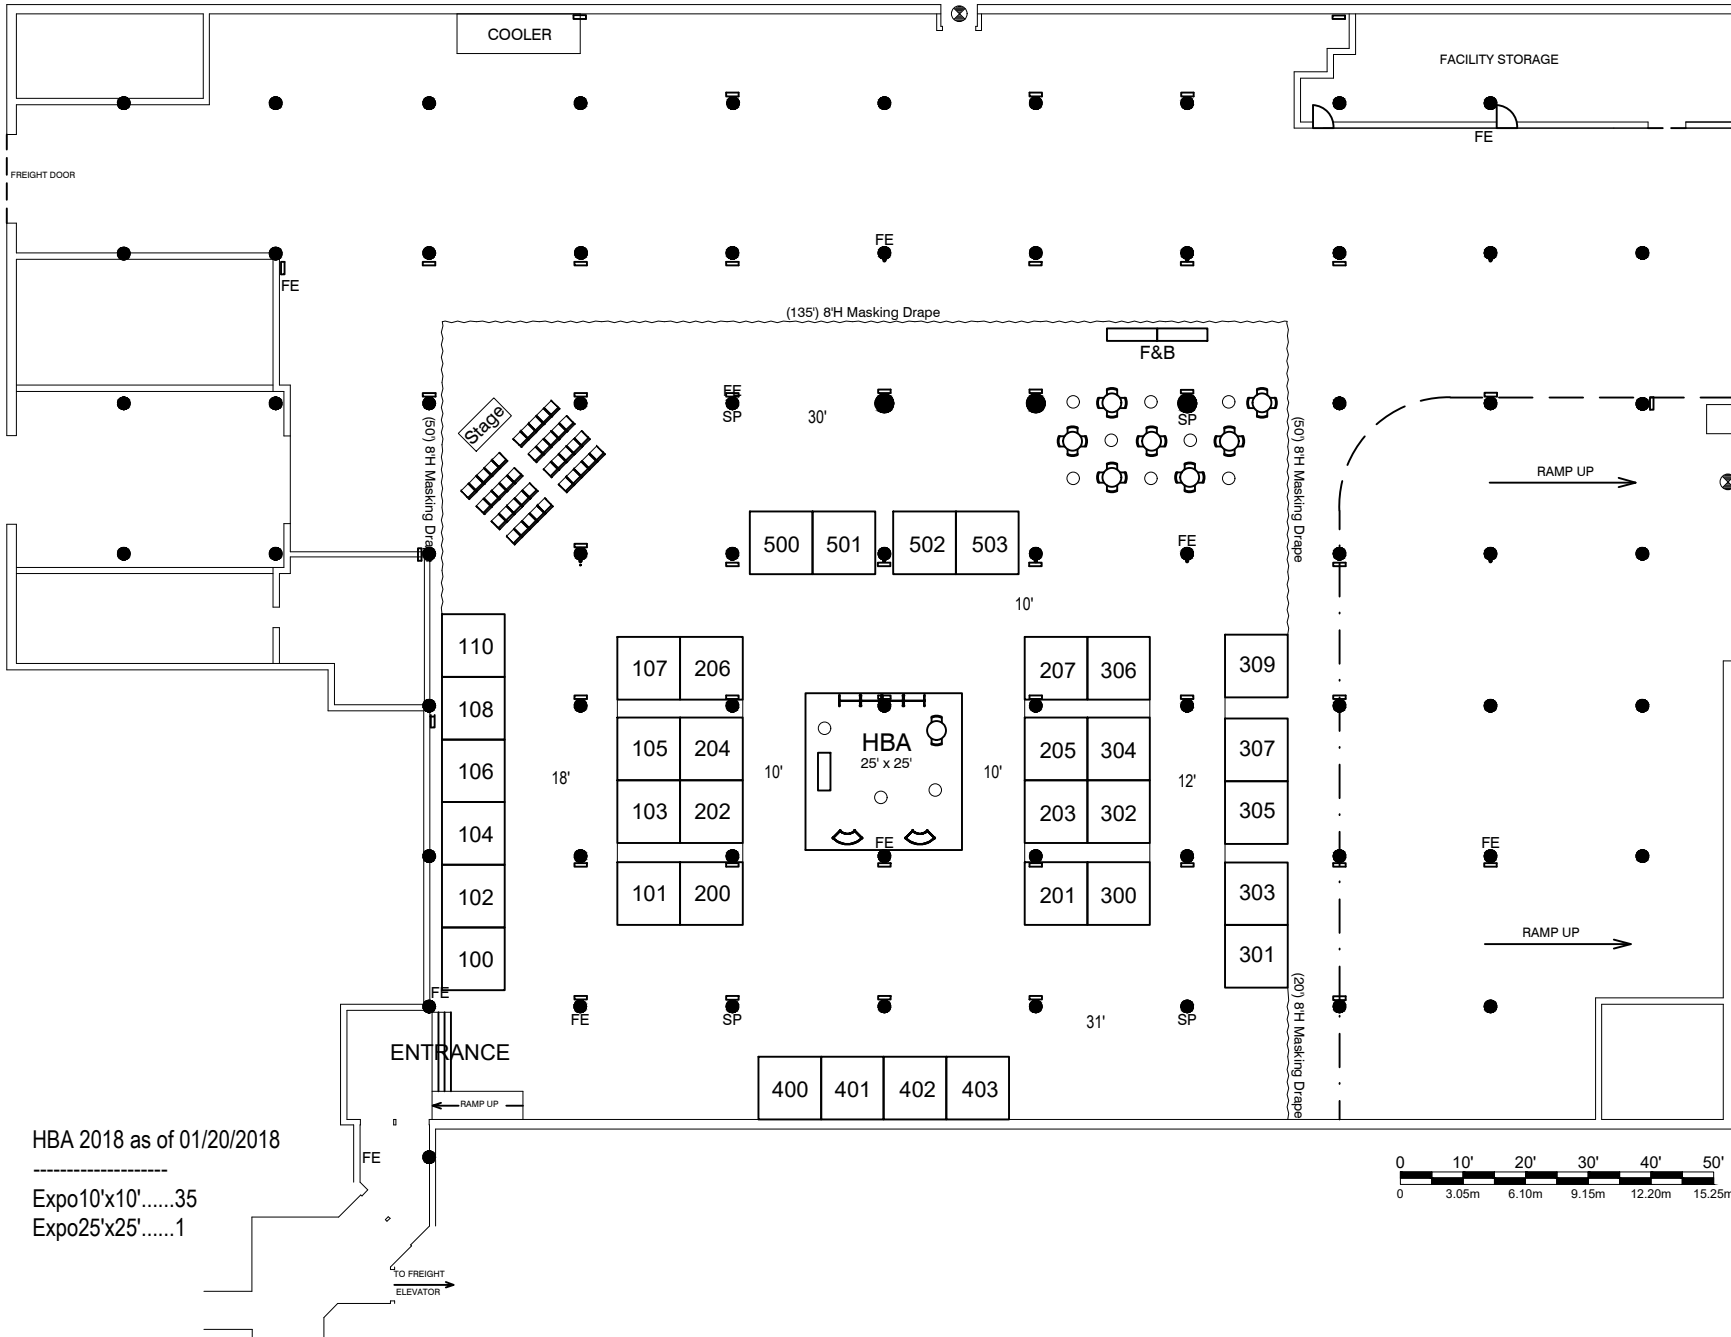 COOLER
FACILITY STORAGE
FE
FREIGHT DOOR
FE
FE
(135') 8'H Masking Drape
F&B
Stage
FE
SP
30'
SP
(50') 8'H Masking Dra
(50') 8'H Masking Drape
RAMP UP
500 501 502 503
FE
10'
110
107 206
207 306
309
108
HBA
25' x 25'
105 204
205 304
307
106
18'
10'
10'
12'
103 202
203 302
305
104
FE
FE
102
101 200
201 300
303
100
301
RAMP UP
FE
FE
SP
31'
SP
(20') 8'H Masking Drape
ENTRANCE
RAMP UP
400 401 402 403
HBA 2018 as of 01/20/2018
--------------------
Expo10'x10'......35
Expo25'x25'......1
FE
0 10' 20' 30' 40' 50'
0 3.05m 6.10m 9.15m 12.20m 15.25m
TO FREIGHT
ELEVATOR